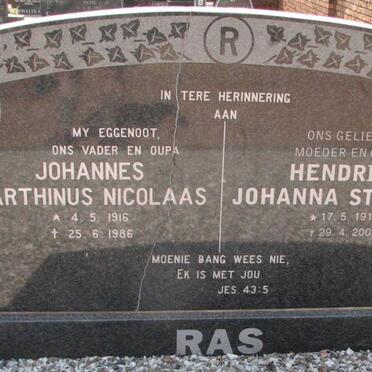 R
IN TERE HERINNERING
AAN
MY EGGENOOT,
ONS VADER EN OUPA
JOHANNES
ARTHINUS NICOLAAS
* 4. 5. 1916
+ 25. 6. 1986
ONS GELIE
MOEDER EN
HENDRI
JOHANNA ST
* 17. 5. 191
+ 29. 4. 200
MOENIE BANG WEES NIE,
EK IS MET JOU
JES. 43:5
RAS